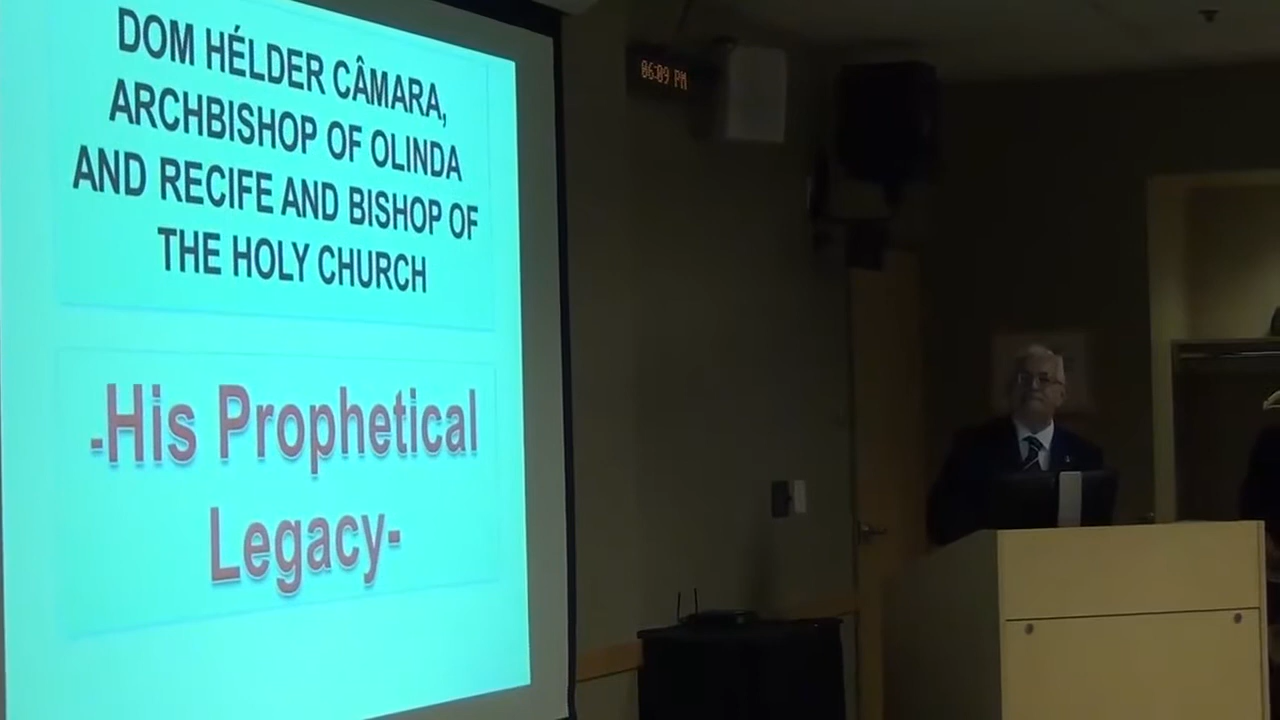 DOM HÉLDER CÂMARA,
ARCHBISHOP OF OLINDA
AND RECIFE AND BISHOP OF
THE HOLY CHURCH
-His Prophetical
Legacy-
06:09 PM